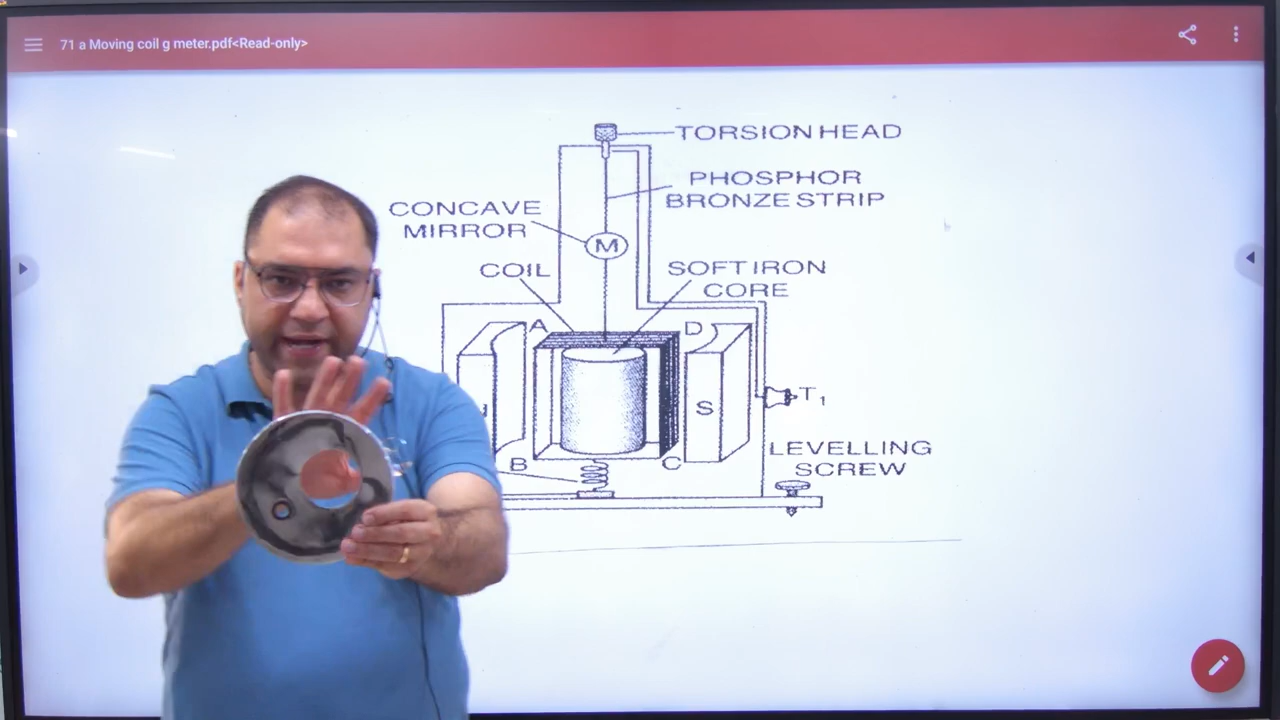 71 a Moving coil g meter.pdf<Read-only>
TORSION HEAD
PHOSPHOR
BRONZE STRIP
CONCAVE
MIRROR
M
COIL
SOFT IRON
CORE
A
D
S
T1
B
C
LEVELLING
SCREW